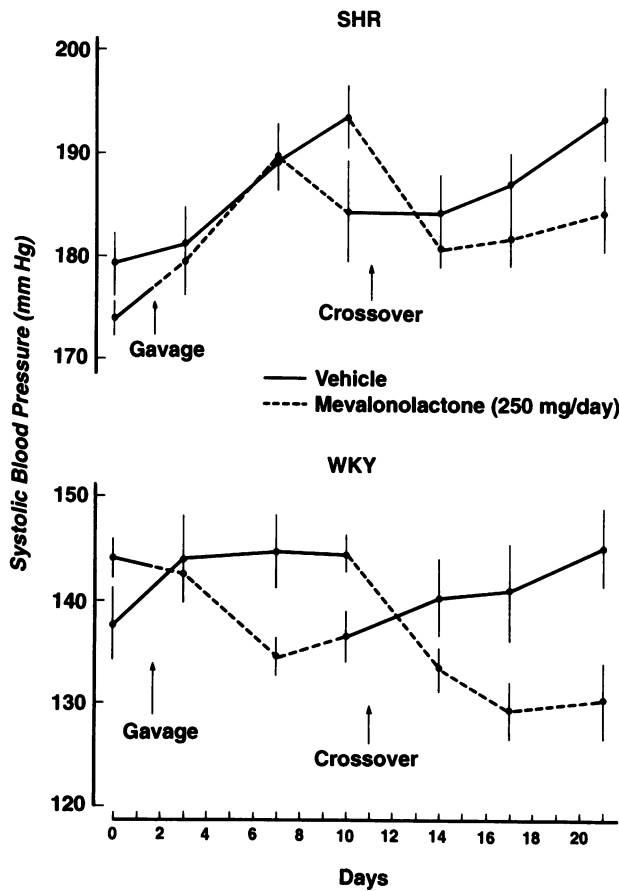 SHR
200
190
180
170
Gavage
Crossover
Vehicle
Mevalonolactone (250 mg/day)
Systolic Blood Pressure (mm Hg)
WKY
150
140
130
120
Gavage
Crossover
0 2 4 6 8 10 12 14 16 18 20
Days